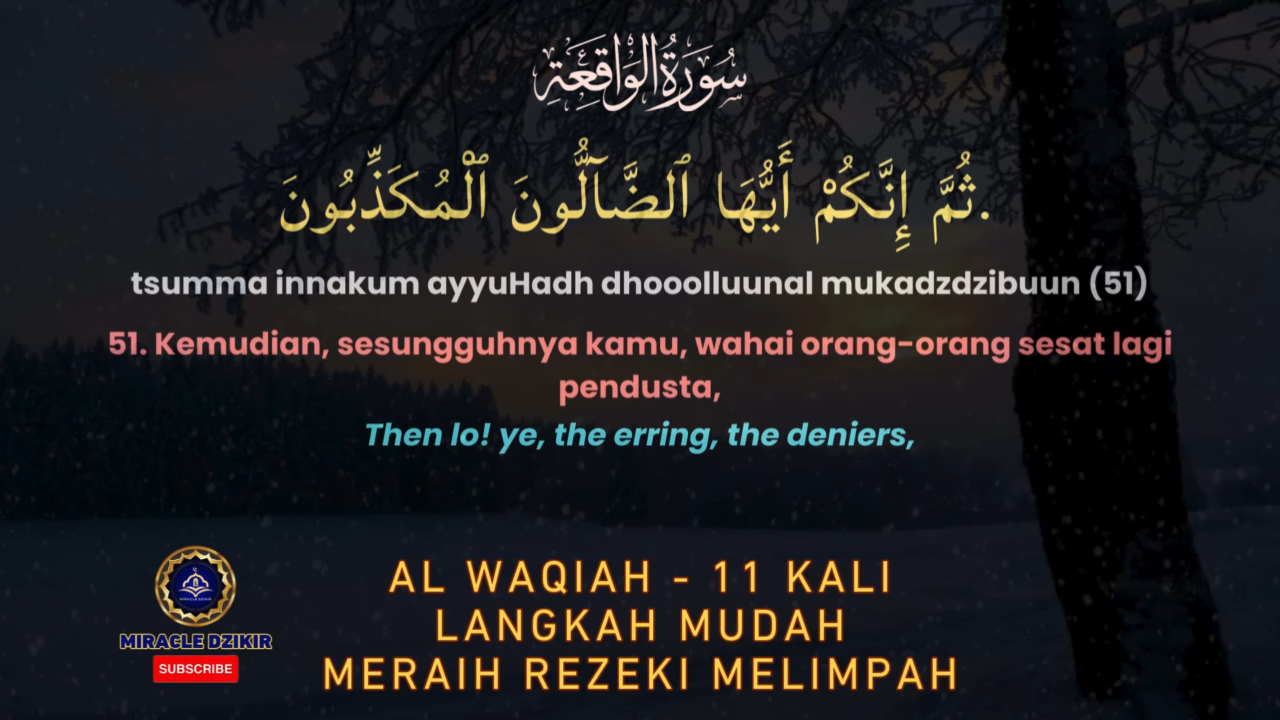 سُورَةُ الْوَاقِعَةِ
ثُمَّ إِنَّكُمْ أَيُّهَا ٱلضَّآلُّونَ ٱلْمُكَذِّبُونَ.
tsumma innakum ayyuHadh dhooolluunal mukadzdzibuun (51)
51. Kemudian, sesungguhnya kamu, wahai orang-orang sesat lagi
pendusta,
Then lo! ye, the erring, the deniers,
AL WAQIAH - 11 KALI
LANGKAH MUDAH
MERAIH REZEKI MELIMPAH
MIRACLE DZIKIR
MIRACLE DZIKIR
SUBSCRIBE